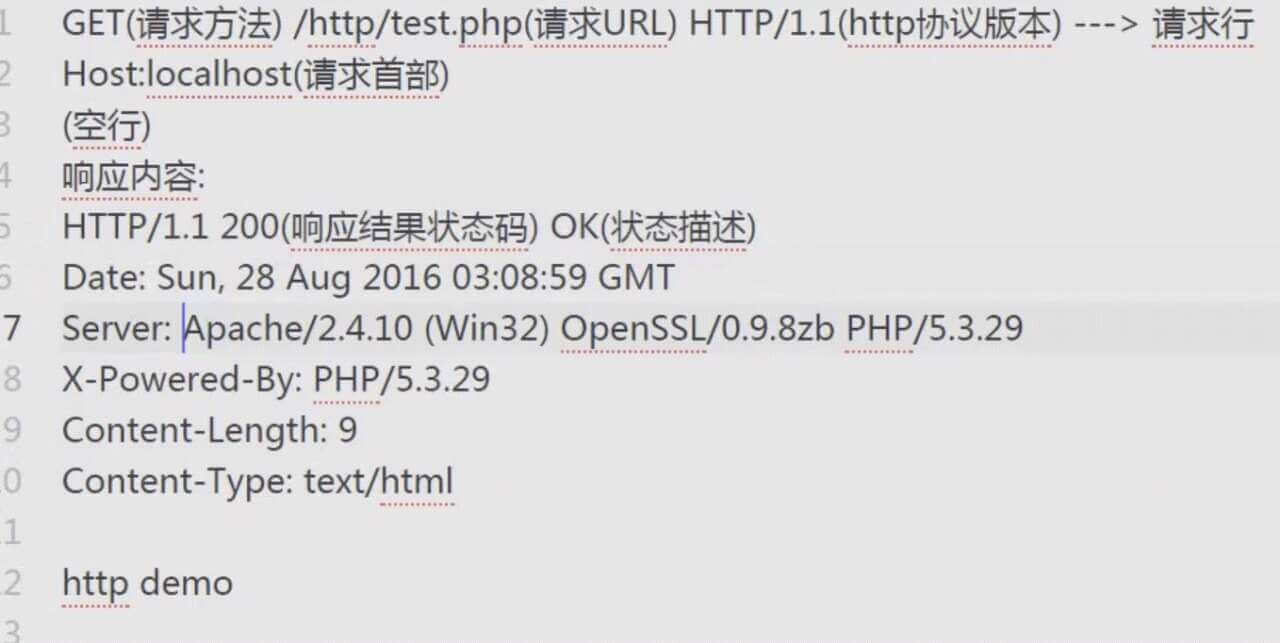 1 GET(请求方法) /http/test.php(请求URL) HTTP/1.1(http协议版本) ---> 请求行
2 Host:localhost(请求首部)
3 (空行)
4 响应内容:
5 HTTP/1.1 200(响应结果状态码) OK(状态描述)
6 Date: Sun, 28 Aug 2016 03:08:59 GMT
7 Server: Apache/2.4.10 (Win32) OpenSSL/0.9.8zb PHP/5.3.29
8 X-Powered-By: PHP/5.3.29
9 Content-Length: 9
10 Content-Type: text/html
11
12 http demo
13